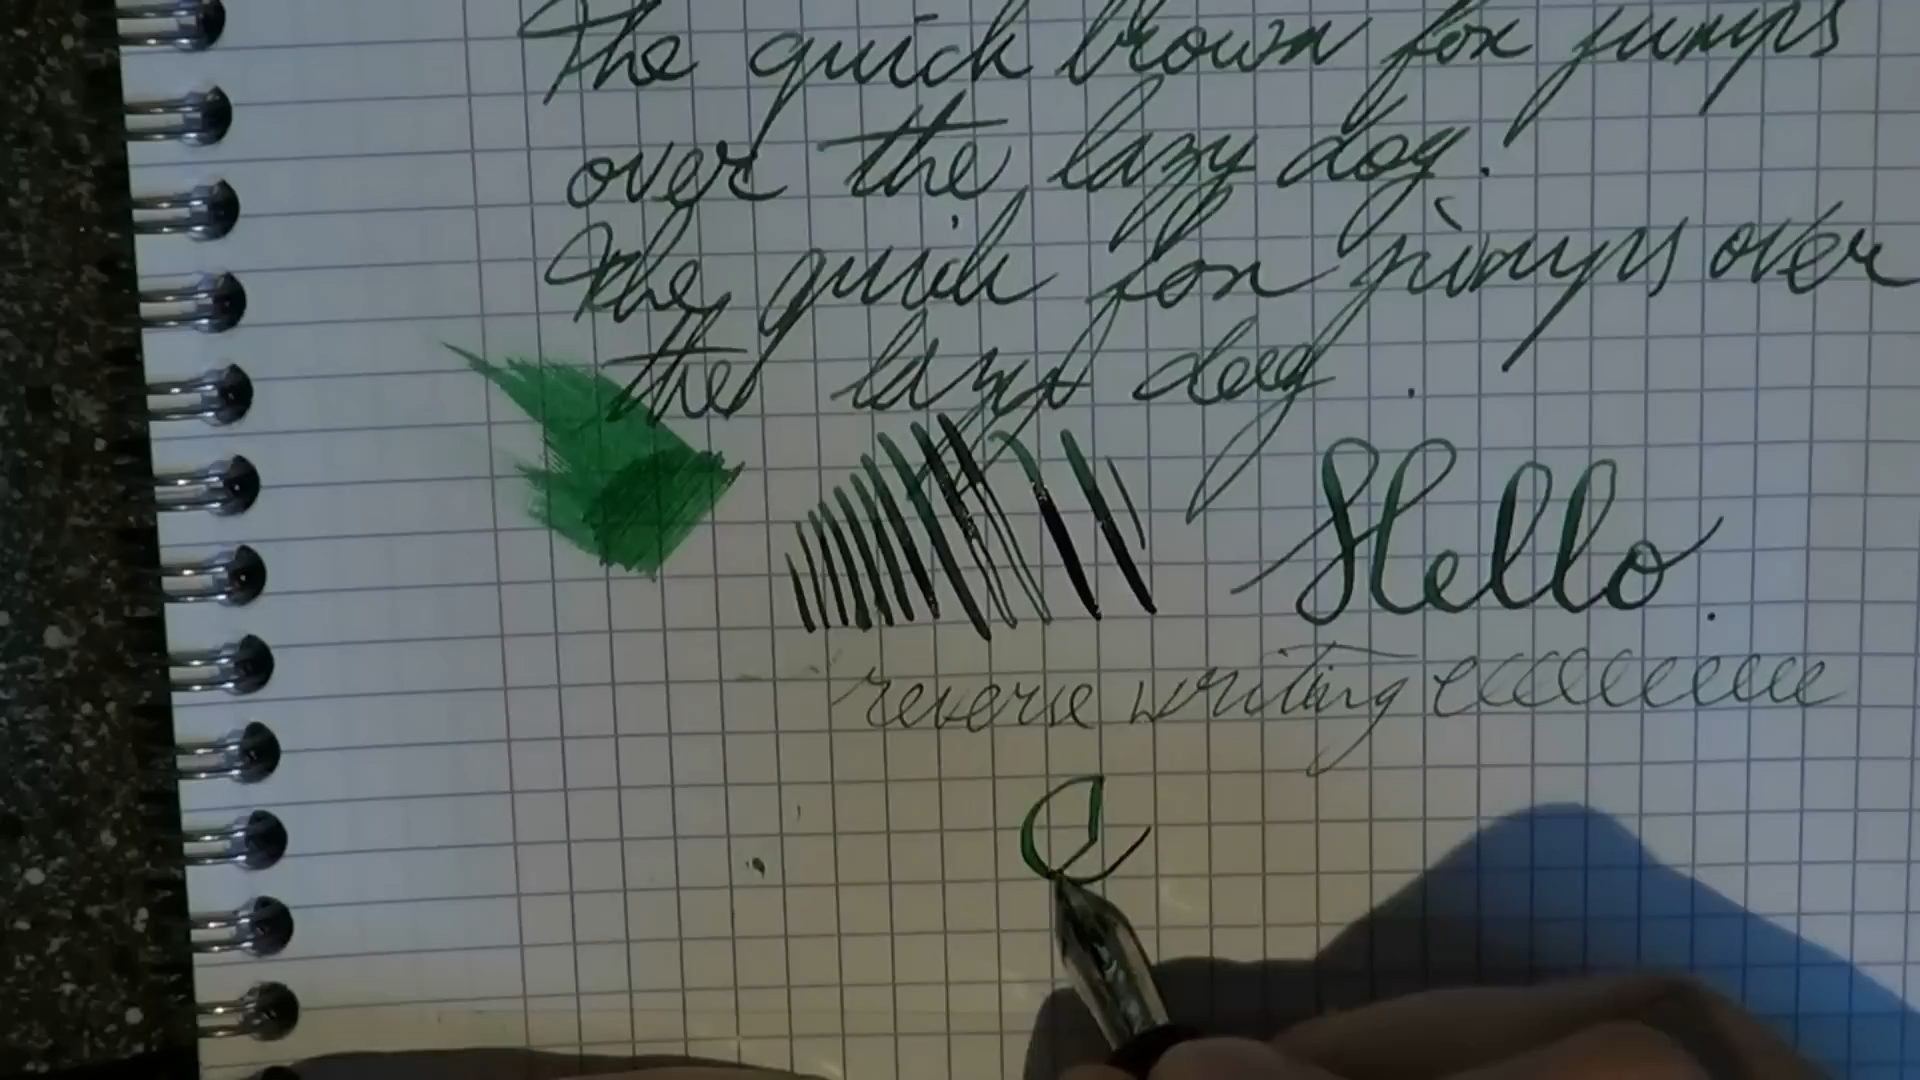 The quick brown fox jumps
over the lazy dog.
The quick fox jumps over
the lazy dog.
Hello.
reverse writing eeeeeeeeeee